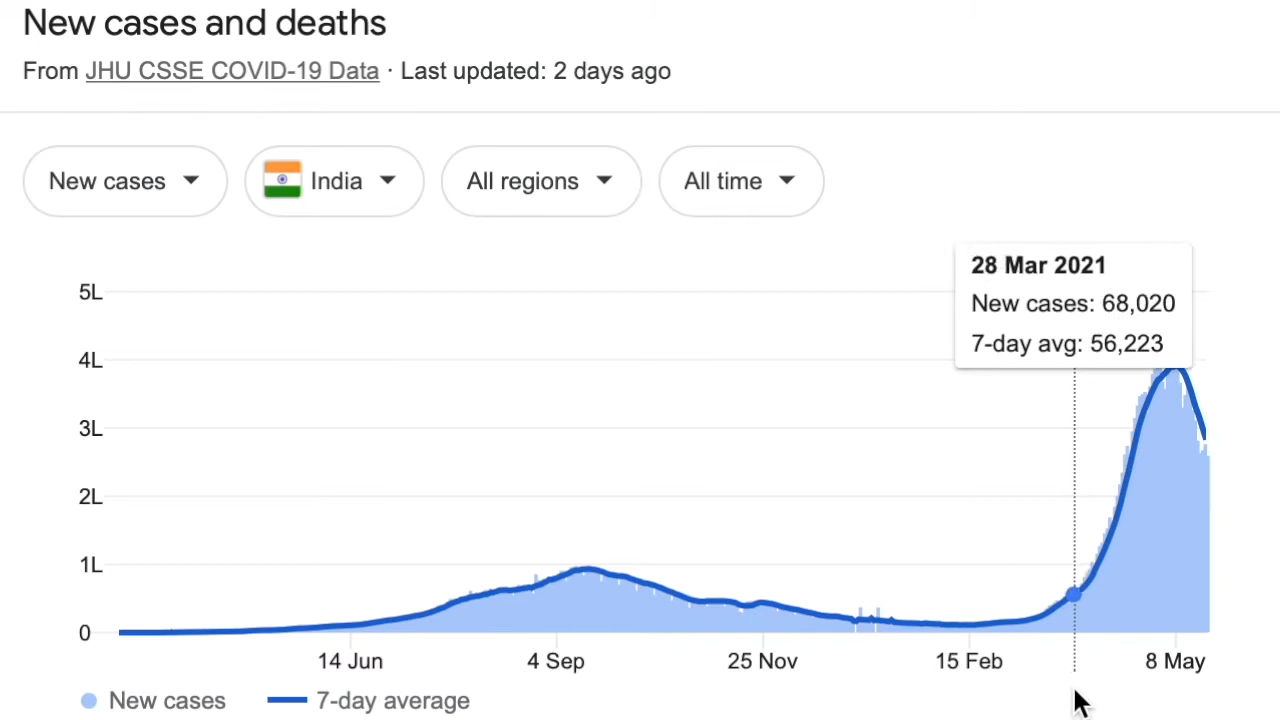 New cases and deaths
From JHU CSSE COVID-19 Data · Last updated: 2 days ago
New cases
India
All regions
All time
28 Mar 2021
New cases: 68,020
7-day avg: 56,223
5L
4L
3L
2L
1L
0
14 Jun
4 Sep
25 Nov
15 Feb
8 May
New cases
7-day average